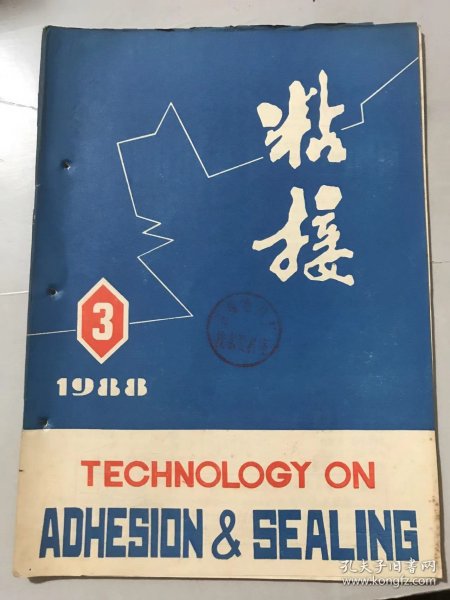 粘
接
3
1988
TECHNOLOGY ON
ADHESION & SEALING
孔夫子旧书网
www.kongfz.com